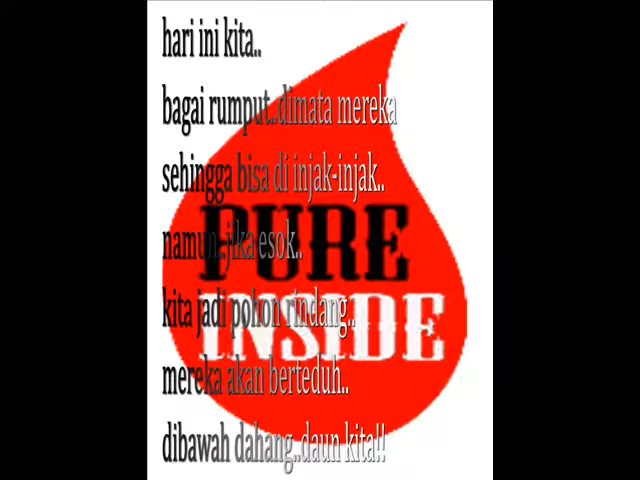 hari ini kita..
bagai rumput..dimata mereka
sehingga bisa di injak-injak..
PURE
namun..jika esok..
kita jadi pohon rindang..
INSIDE
mereka akan berteduh..
dibawah dahang..daun kita!!